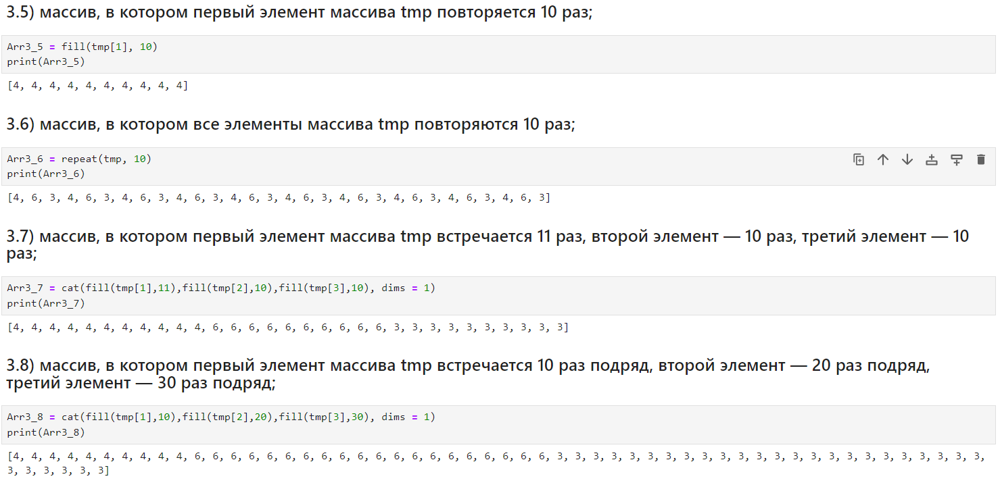 3.5) массив, в котором первый элемент массива tmp повторяется 10 раз;
Arr3_5 = fill(tmp[1], 10)
print(Arr3_5)
[4, 4, 4, 4, 4, 4, 4, 4, 4, 4]
3.6) массив, в котором все элементы массива tmp повторяются 10 раз;
Arr3_6 = repeat(tmp, 10)
print(Arr3_6)
[4, 6, 3, 4, 6, 3, 4, 6, 3, 4, 6, 3, 4, 6, 3, 4, 6, 3, 4, 6, 3, 4, 6, 3, 4, 6, 3, 4, 6, 3]
3.7) массив, в котором первый элемент массива tmp встречается 11 раз, второй элемент — 10 раз, третий элемент — 10
раз;
Arr3_7 = cat(fill(tmp[1],11),fill(tmp[2],10),fill(tmp[3],10), dims = 1)
print(Arr3_7)
[4, 4, 4, 4, 4, 4, 4, 4, 4, 4, 4, 6, 6, 6, 6, 6, 6, 6, 6, 6, 6, 3, 3, 3, 3, 3, 3, 3, 3, 3, 3]
3.8) массив, в котором первый элемент массива tmp встречается 10 раз подряд, второй элемент — 20 раз подряд,
третий элемент — 30 раз подряд;
Arr3_8 = cat(fill(tmp[1],10),fill(tmp[2],20),fill(tmp[3],30), dims = 1)
print(Arr3_8)
[4, 4, 4, 4, 4, 4, 4, 4, 4, 4, 6, 6, 6, 6, 6, 6, 6, 6, 6, 6, 6, 6, 6, 6, 6, 6, 6, 6, 6, 6, 3, 3, 3, 3, 3, 3, 3, 3, 3, 3, 3, 3, 3, 3, 3, 3, 3, 3, 3, 3, 3, 3, 3, 3,
3, 3, 3, 3, 3, 3]